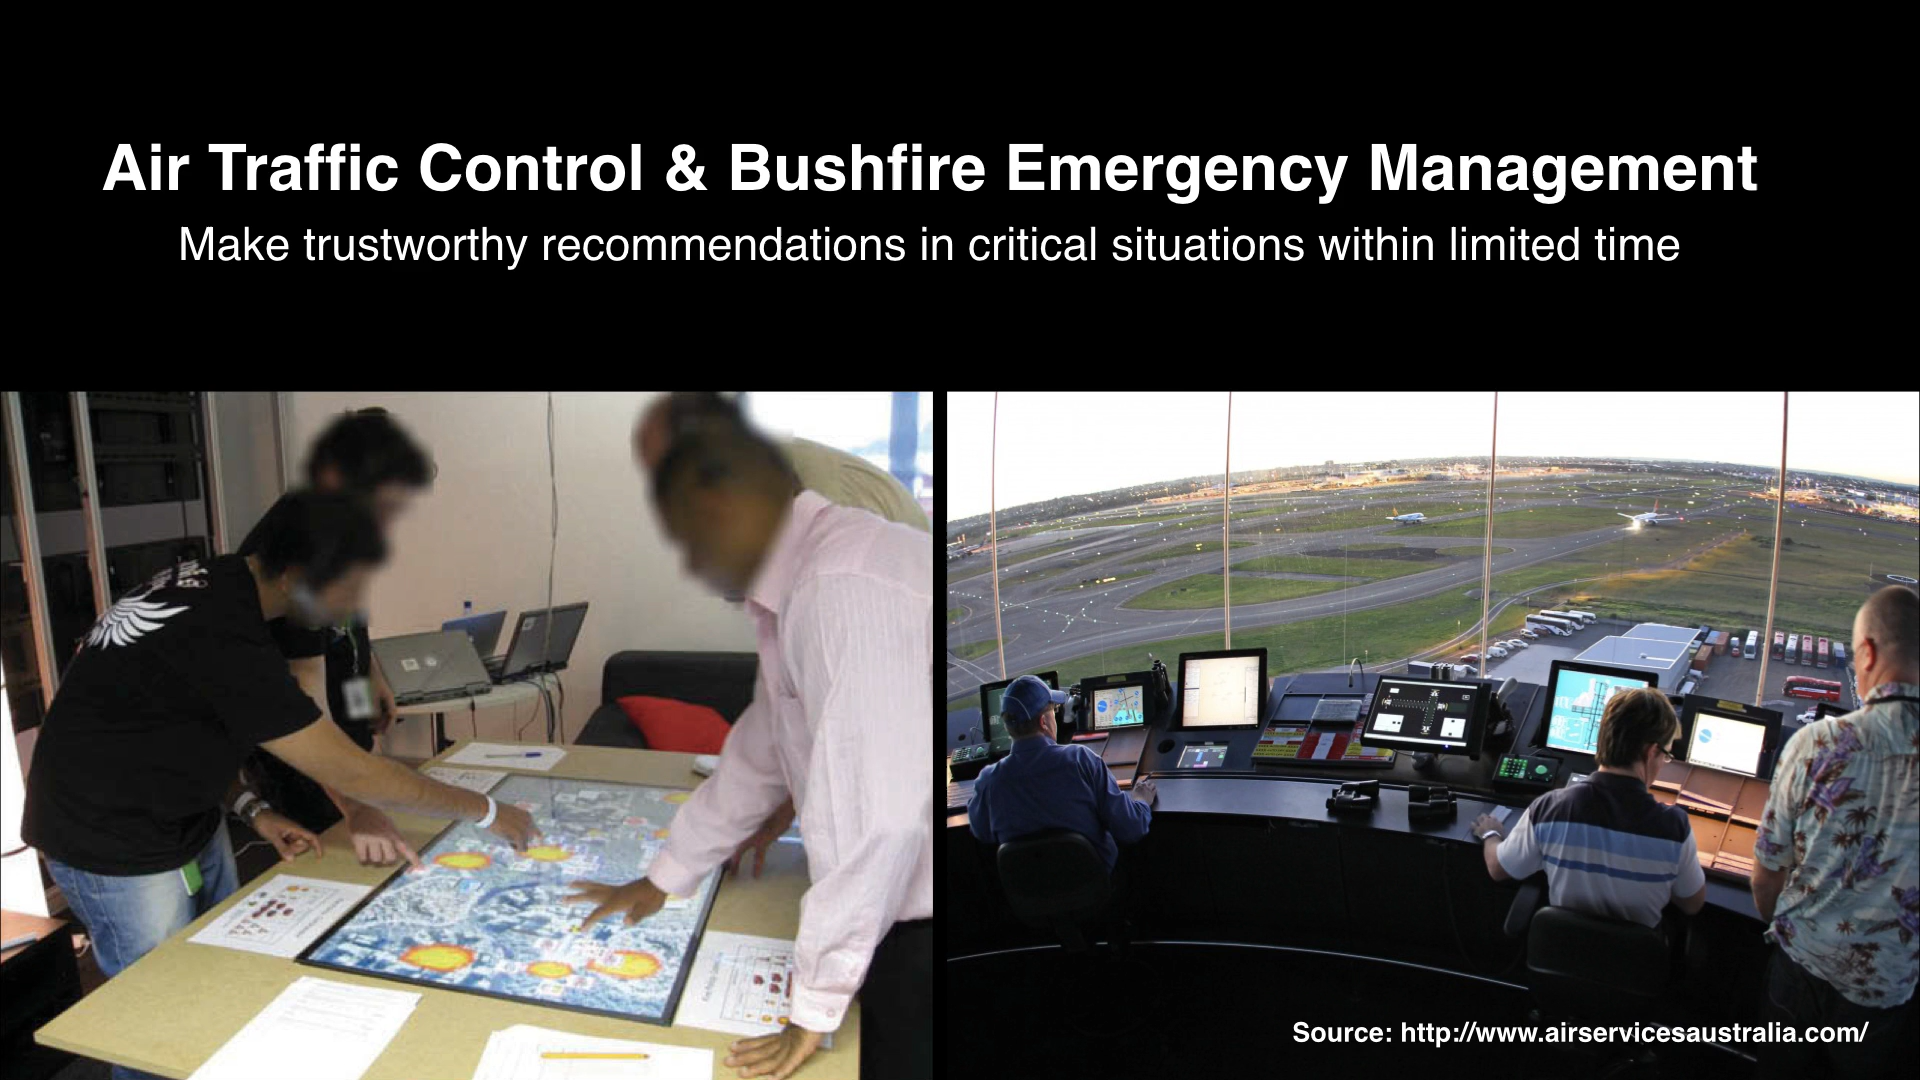 Air Traffic Control & Bushfire Emergency Management
Make trustworthy recommendations in critical situations within limited time
Source: http://www.airservicesaustralia.com/